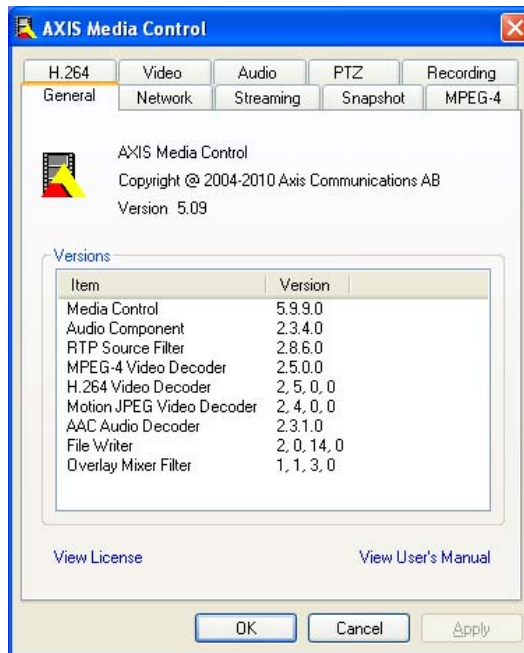 AXIS Media Control
H.264 Video Audio PTZ Recording
General Network Streaming Snapshot MPEG-4
AXIS Media Control
Copyright @ 2004-2010 Axis Communications AB
Version 5.09
Versions
Item Version
Media Control 5.9.9.0
Audio Component 2.3.4.0
RTP Source Filter 2.8.6.0
MPEG-4 Video Decoder 2.5.0.0
H.264 Video Decoder 2, 5, 0, 0
Motion JPEG Video Decoder 2, 4, 0, 0
AAC Audio Decoder 2.3.1.0
File Writer 2, 0, 14, 0
Overlay Mixer Filter 1, 1, 3, 0
View License View User's Manual
OK Cancel Apply